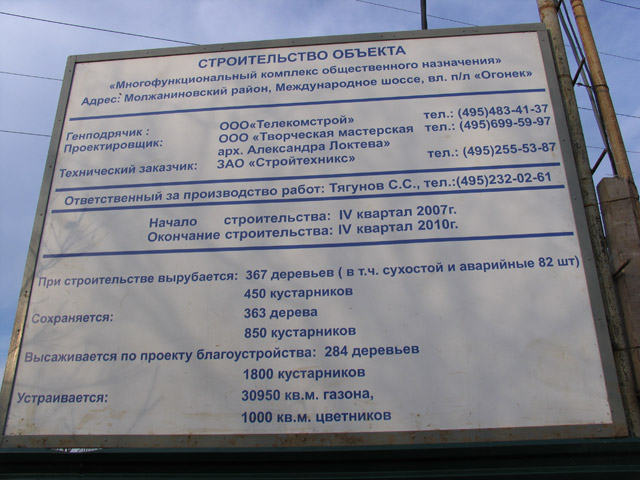 СТРОИТЕЛЬСТВО ОБЪЕКТА
«Многофункциональный комплекс общественного назначения»
Адрес: Молжаниновский район, Международное шоссе, вл. п/л «Огонек»
Генподрячик : ООО«Телекомстрой» тел.: (495)483-41-37
Проектировщик: ООО «Творческая мастерская тел.: (495)699-59-97
арх. Александра Локтева»
Технический заказчик: ЗАО «Стройтехникс» тел.: (495)255-53-87
Ответственный за производство работ: Тягунов С.С., тел.:(495)232-02-61
Начало строительства: IV квартал 2007г.
Окончание строительства: IV квартал 2010г.
При строительстве вырубается: 367 деревьев ( в т.ч. сухостой и аварийные 82 шт)
450 кустарников
Сохраняется: 363 дерева
850 кустарников
Высаживается по проекту благоустройства: 284 деревьев
1800 кустарников
Устраивается: 30950 кв.м. газона,
1000 кв.м. цветников